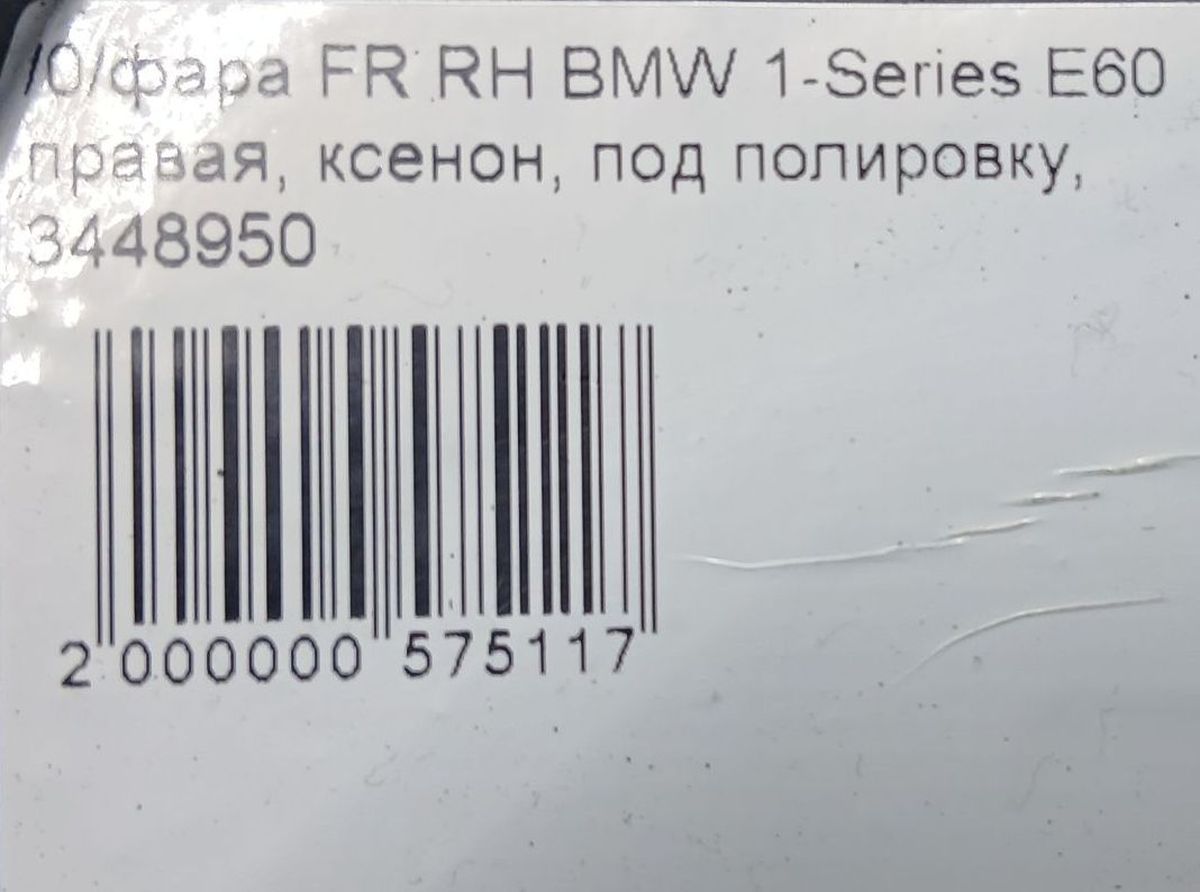 /0/фара FR RH BMW 1-Series E60
правая, ксенон, под полировку,
3448950
2 000000 575117